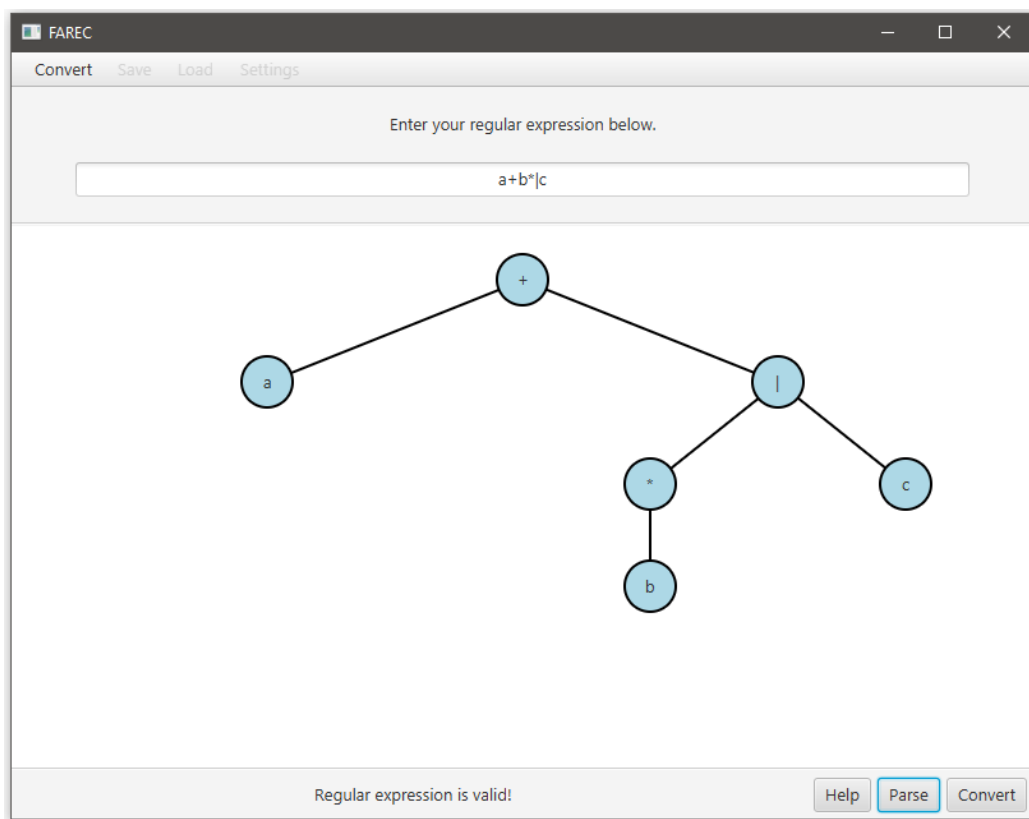 FAREC
Convert Save Load Settings
Enter your regular expression below.
a+b*|c
+
a |
* c
b
Regular expression is valid! Help Parse Convert